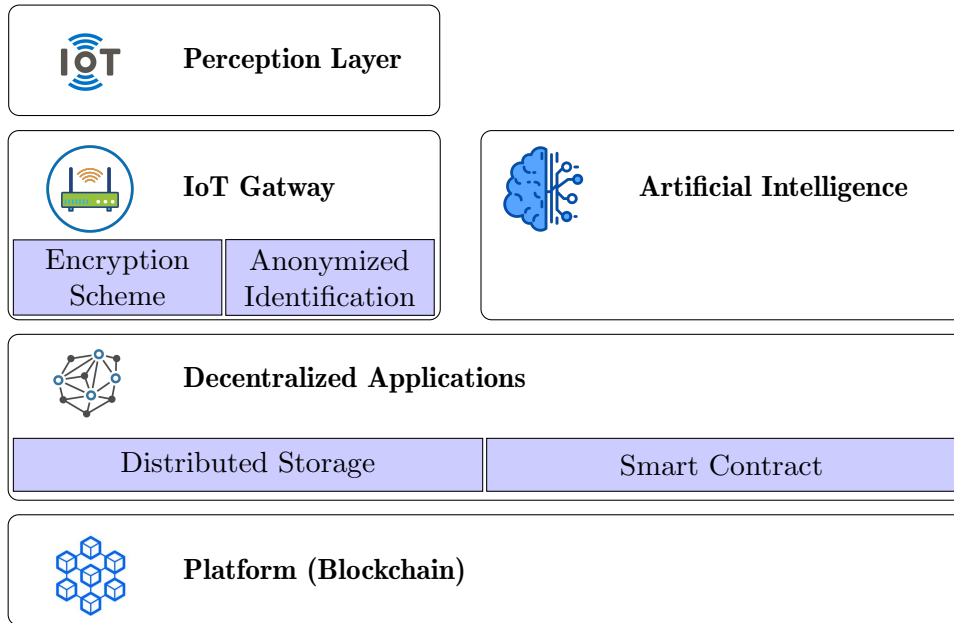 IoT
Perception Layer
IoT Gatway
Artificial Intelligence
Encryption
Scheme
Anonymized
Identification
Decentralized Applications
Distributed Storage
Smart Contract
Platform (Blockchain)